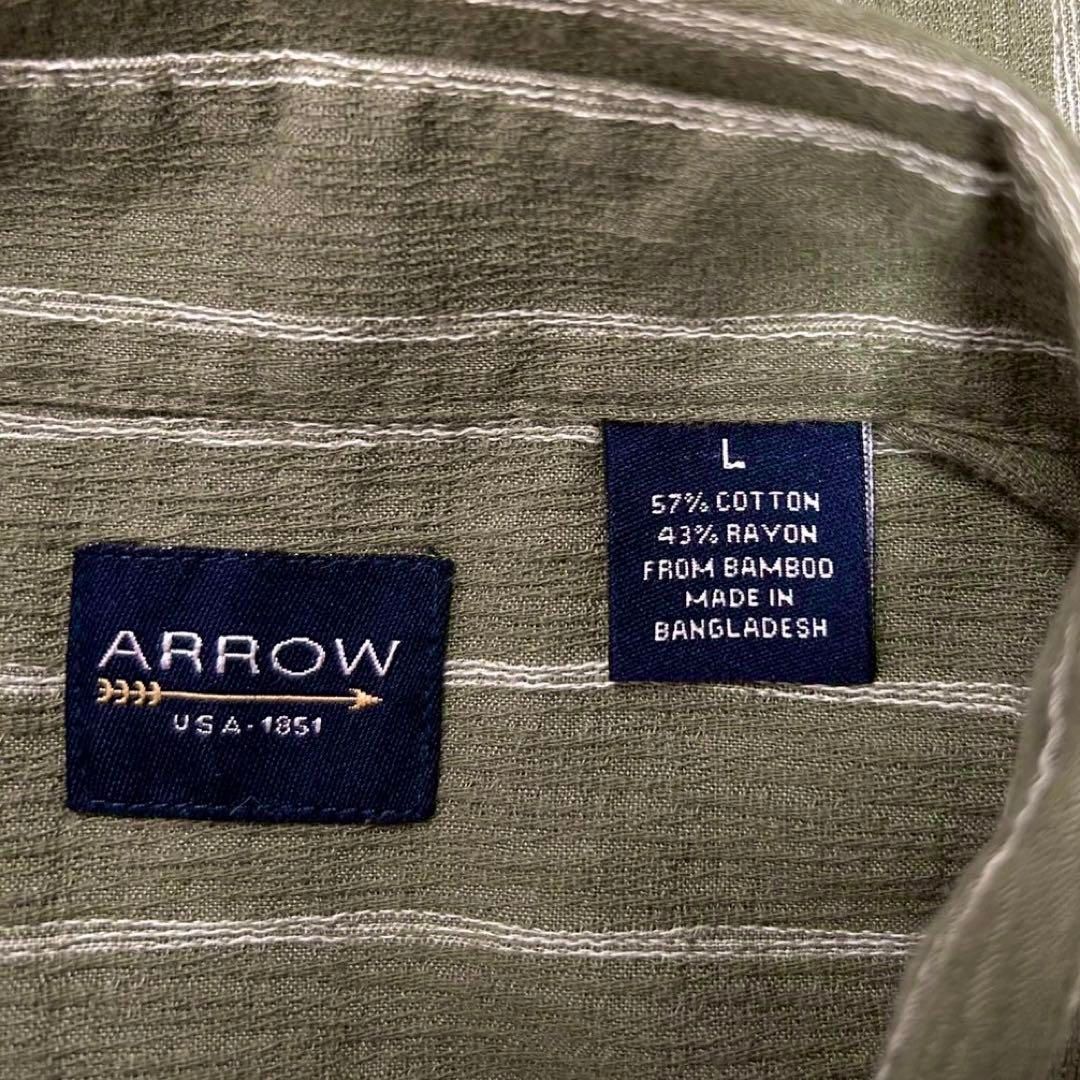 ARROW
USA-1851
L
57% COTTON
43% RAYON
FROM BAMBOO
MADE IN
BANGLADESH